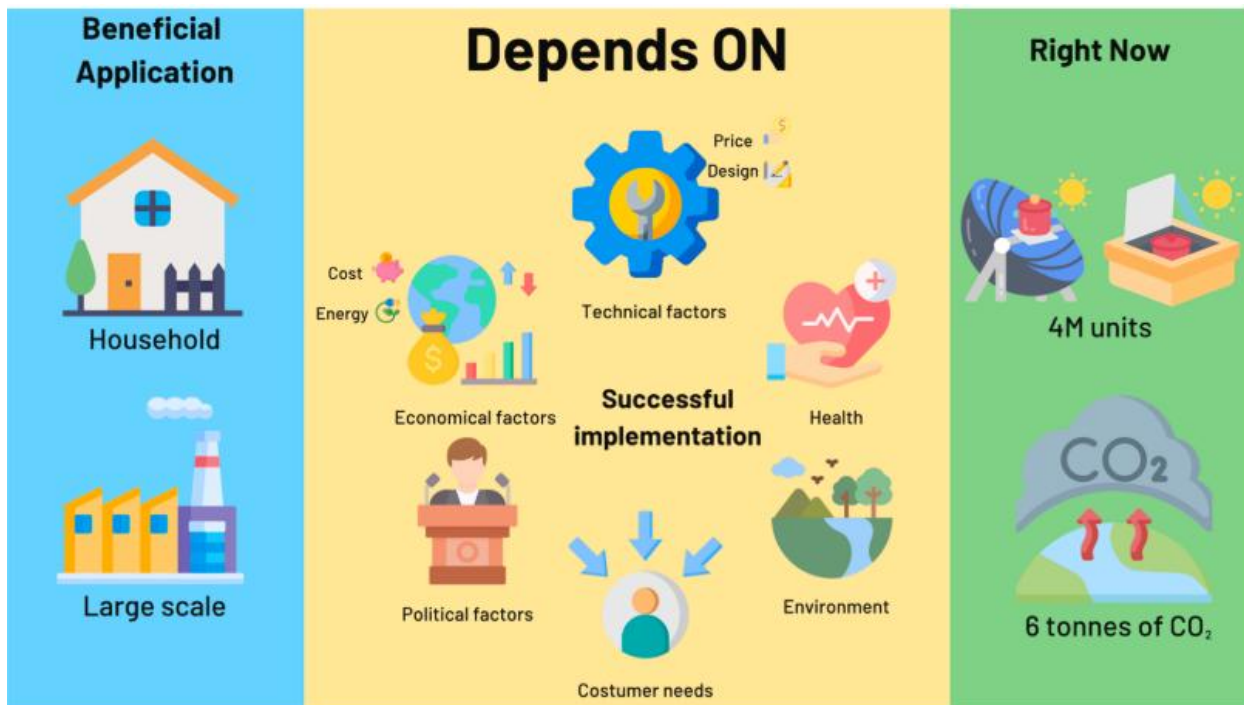 Beneficial
Application
Household
Large scale
Depends ON
Price
Design
Technical factors
Cost
Energy
Economical factors
Successful
implementation
Health
Political factors
Environment
Costumer needs
Right Now
4M units
CO₂
6 tonnes of CO₂